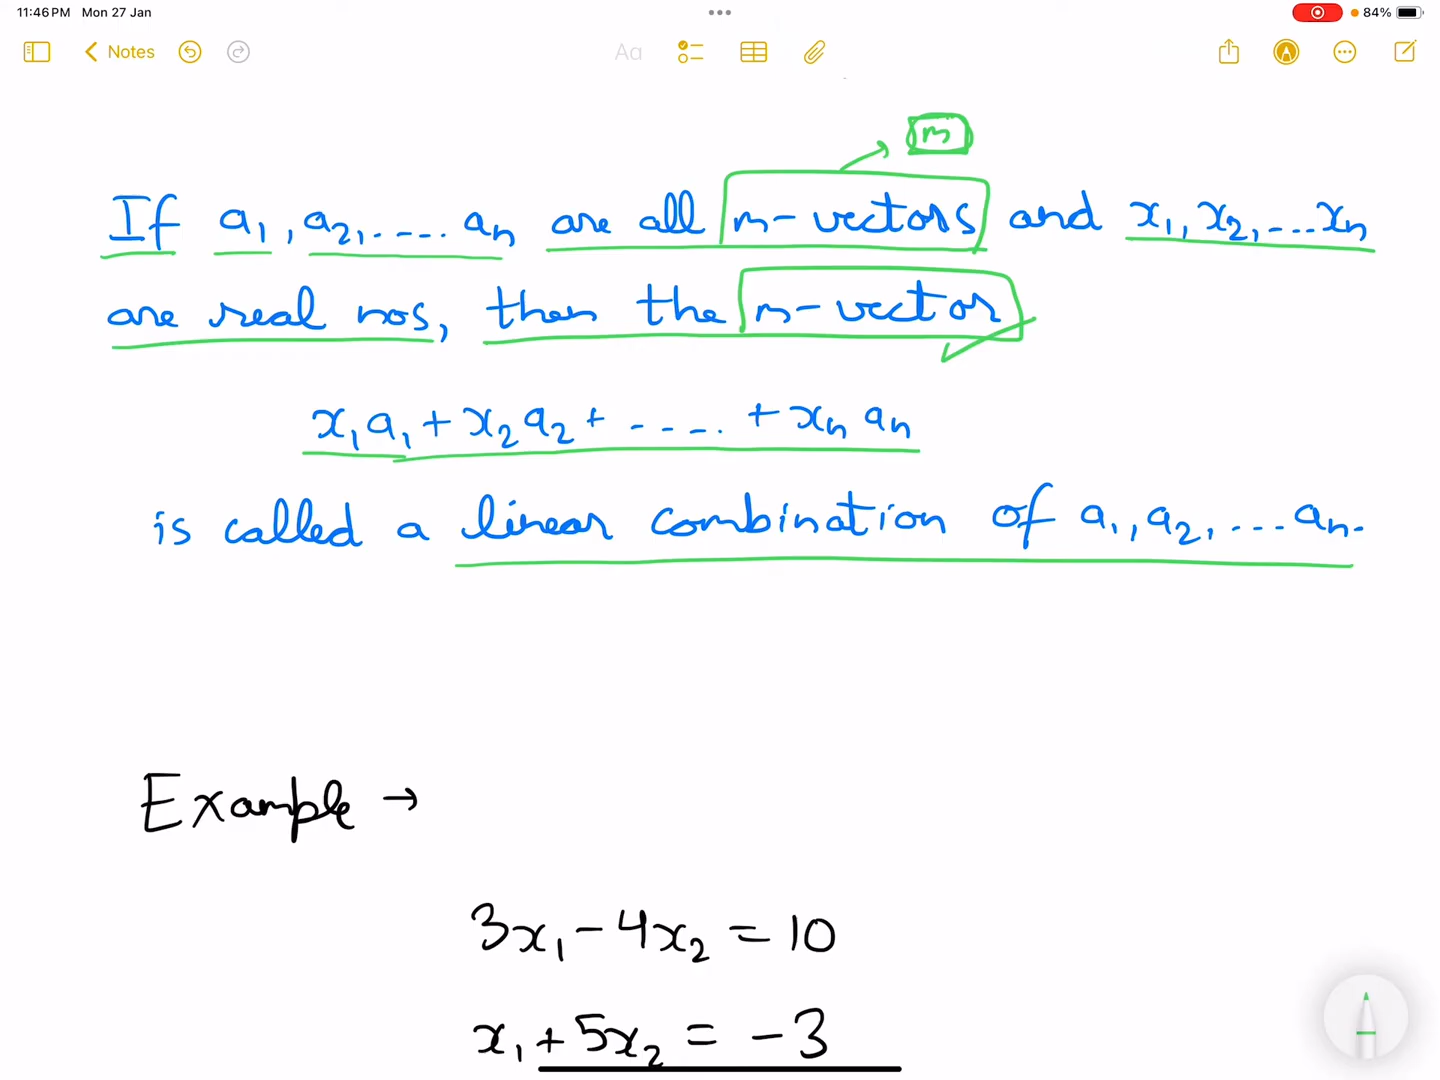 11:46 PM Mon 27 Jan
84%
Notes
Aa
m
If a₁, a₂, .... aₙ are all m-vectors and x₁, x₂, ... xₙ
are real nos, then the m-vector
x₁a₁ + x₂a₂ + ..... + xₙaₙ
is called a linear combination of a₁, a₂, ... aₙ.
Example →
3x₁ - 4x₂ = 10
x₁ + 5x₂ = -3